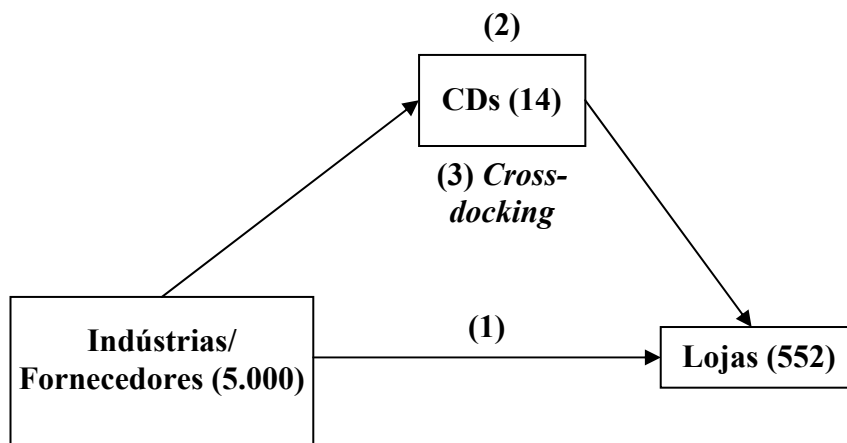 (2)
CDs (14)
(3) Cross-
docking
(1)
Indústrias/
Fornecedores (5.000)
Lojas (552)